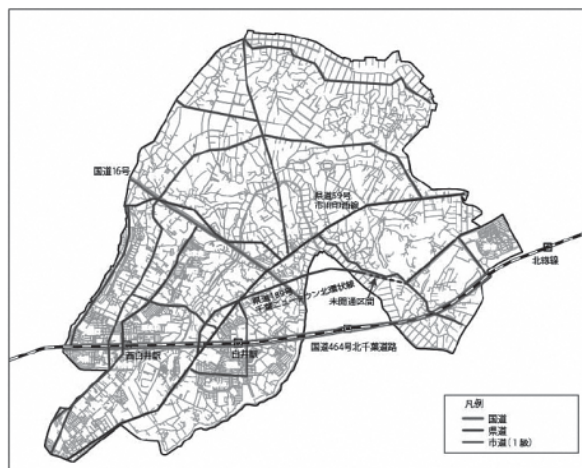 国道16号
県道59号
市川印西線
北総線
県道189号
千葉ニュータウン北環状線
未開通区間
西白井駅
白井駅
国道464号北千葉道路
凡例
国道
県道
市道(1級)